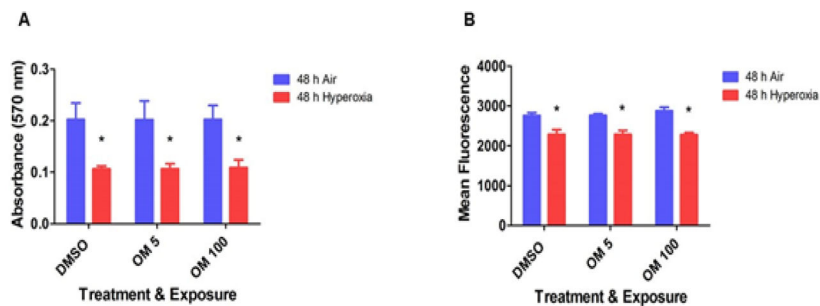 A
Absorbance (570 nm)
0.3
0.2
0.1
0.0
*
*
*
DMSO
OM 5
OM 100
Treatment & Exposure
48 h Air
48 h Hyperoxia
B
Mean Fluorescence
4000
3000
2000
1000
0
*
*
*
DMSO
OM 5
OM 100
Treatment & Exposure
48 h Air
48 h Hyperoxia